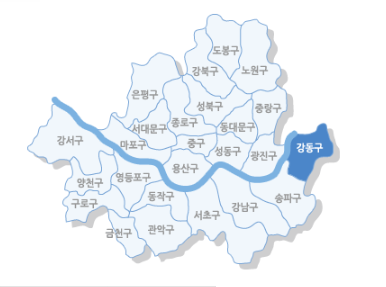 도봉구
강북구
노원구
은평구
성북구
중랑구
서대문구
종로구
동대문구
강서구
마포구
중구
성동구
광진구
강동구
용산구
양천구
영등포구
동작구
송파구
구로구
서초구
강남구
금천구
관악구